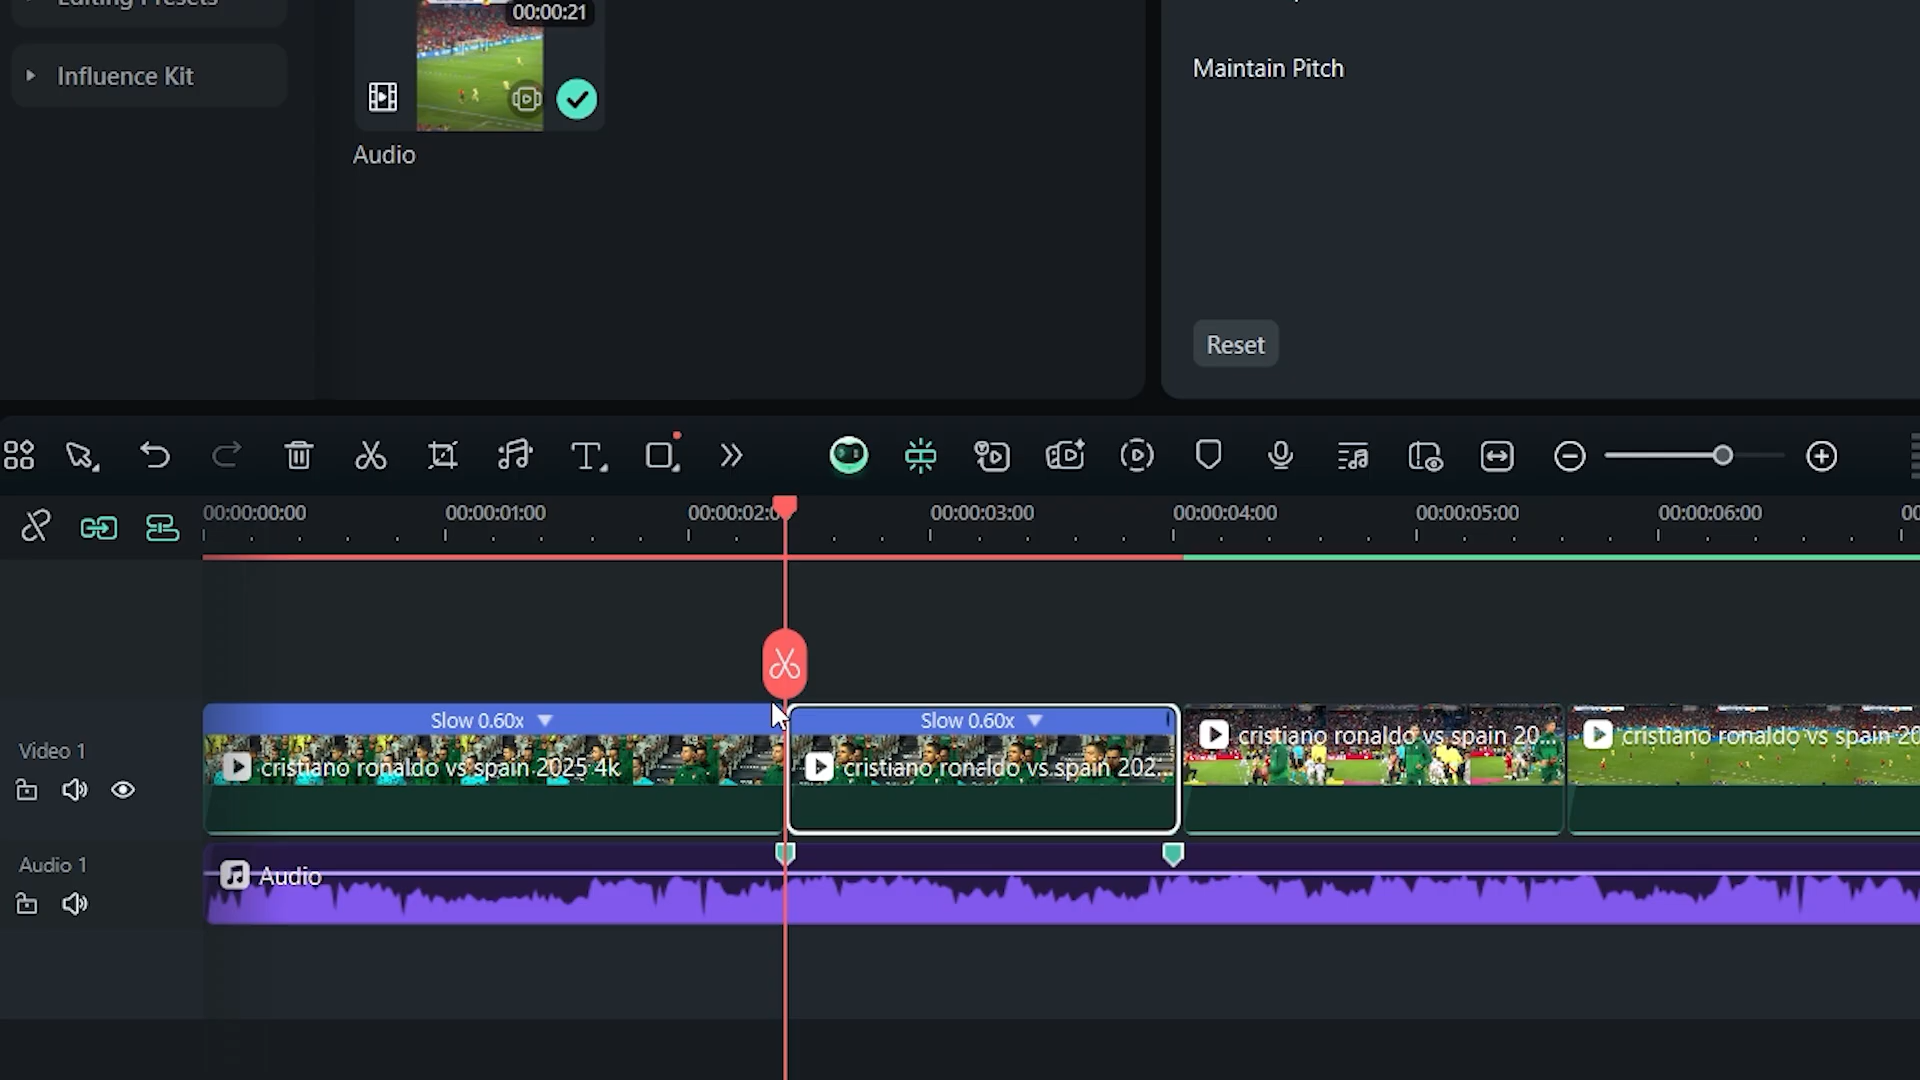 Editing Presets
Influence Kit
00:00:21
Audio
Maintain Pitch
Reset
00:00:00:00
00:00:01:00
00:00:02:0
00:00:03:00
00:00:04:00
00:00:05:00
00:00:06:00
00
Video 1
Slow 0.60x
Slow 0.60x
cristiano ronaldo vs spain 2025 4k
cristiano ronaldo vs spain 202...
cristiano ronaldo vs spain 20
cristiano ronaldo vs spain 20
Audio 1
Audio